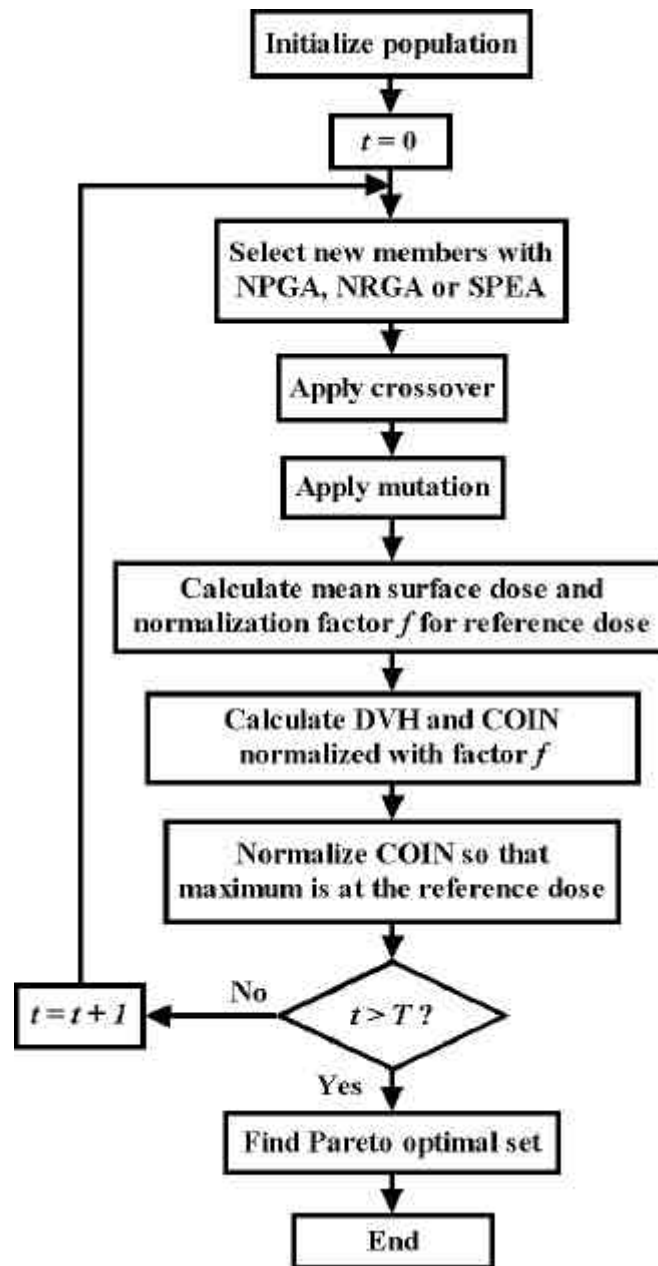 Initialize population
t = 0
Select new members with
NPGA, NRGA or SPEA
Apply crossover
Apply mutation
Calculate mean surface dose and
normalization factor f for reference dose
Calculate DVH and COIN
normalized with factor f
Normalize COIN so that
maximum is at the reference dose
No
t = t + 1
t > T ?
Yes
Find Pareto optimal set
End